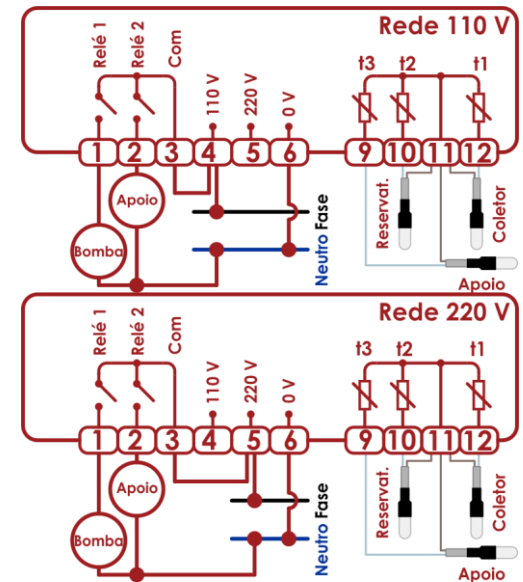 Rede 110 V
Relé 1
Relé 2
Com
110 V
220 V
0 V
t3
t2
t1
1 2 3 4 5 6
9 10 11 12
Apoio
Bomba
Fase
Neutro
Reservat.
Coletor
Apoio
Rede 220 V
Relé 1
Relé 2
Com
110 V
220 V
0 V
t3
t2
t1
1 2 3 4 5 6
9 10 11 12
Apoio
Bomba
Fase
Neutro
Reservat.
Coletor
Apoio